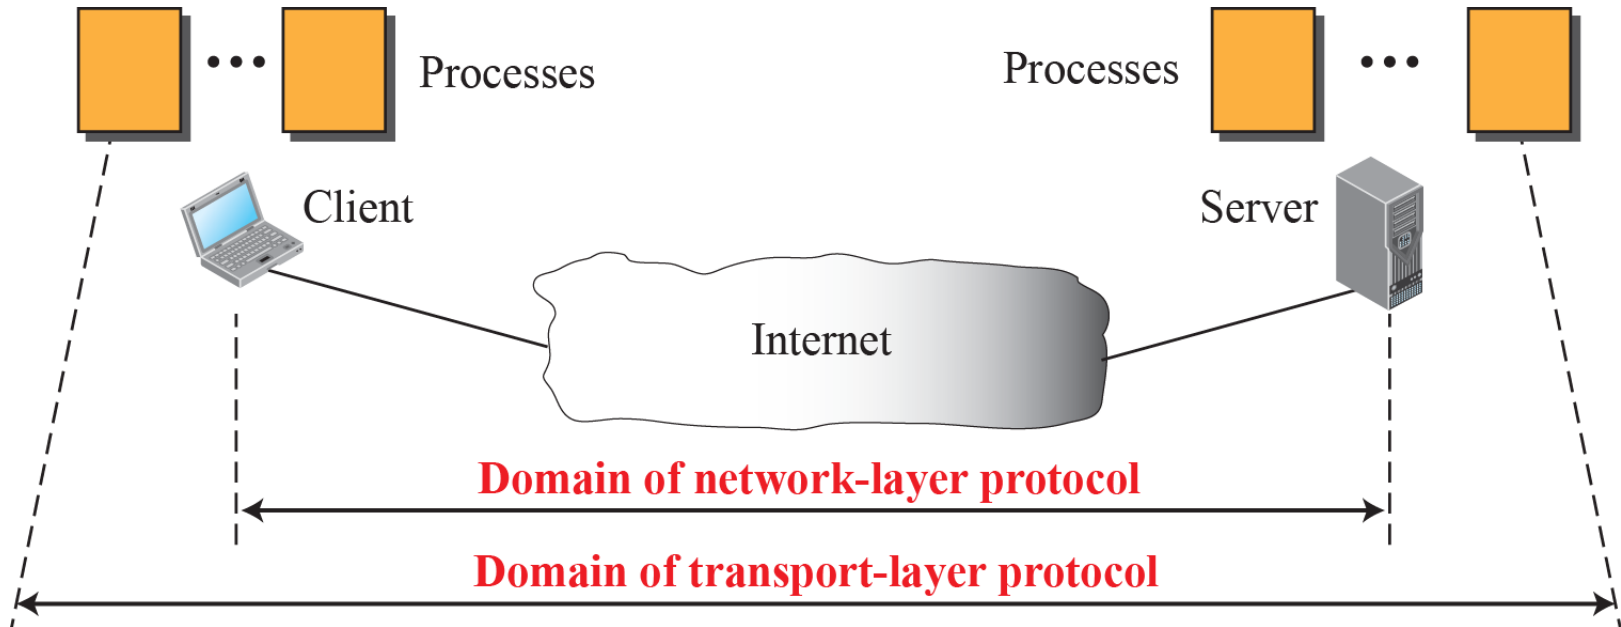 Processes
Processes
Client
Server
Internet
Domain of network-layer protocol
Domain of transport-layer protocol